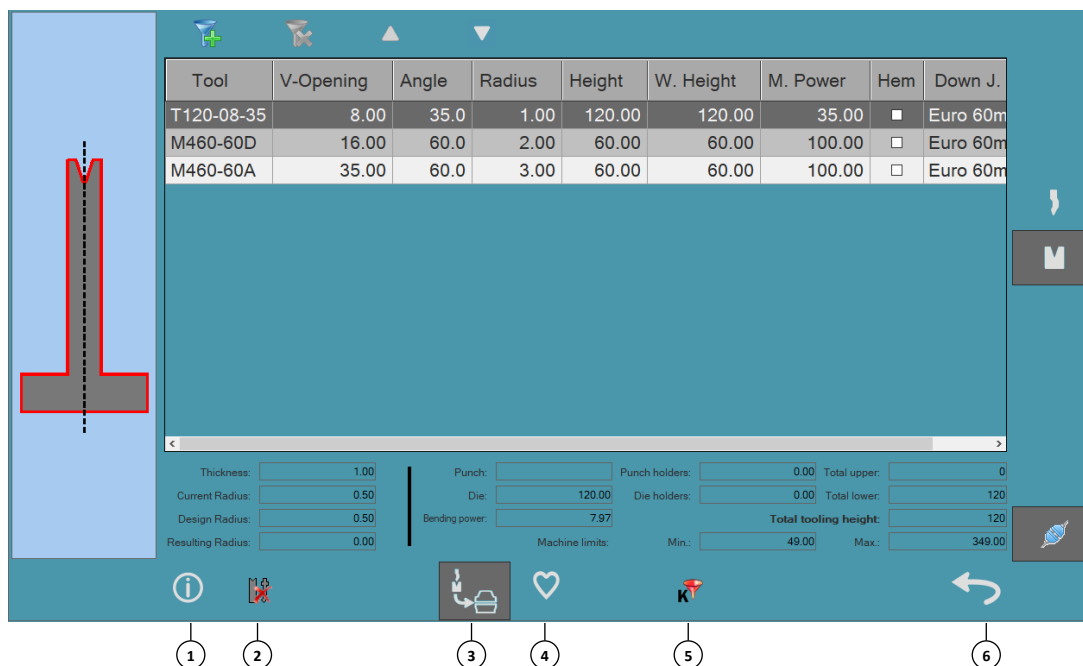 Tool V-Opening Angle Radius Height W. Height M. Power Hem Down J.
T120-08-35 8.00 35.0 1.00 120.00 120.00 35.00 Euro 60m
M460-60D 16.00 60.0 2.00 60.00 60.00 100.00 Euro 60m
M460-60A 35.00 60.0 3.00 60.00 60.00 100.00 Euro 60m
Thickness: 1.00 Punch: Punch holders: 0.00 Total upper: 0
Current Radius: 0.50 Die: 120.00 Die holders: 0.00 Total lower: 120
Design Radius: 0.50 Bending power: 7.97 Total tooling height: 120
Resulting Radius: 0.00 Machine limits: Min.: 49.00 Max.: 349.00
K
1 2 3 4 5 6